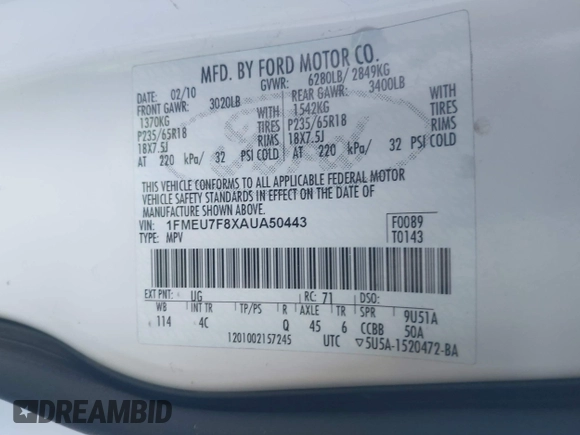 MFD. BY FORD MOTOR CO.
DATE: 02/10 GVWR: 6280LB/ 2849KG
FRONT GAWR: 3020LB REAR GAWR: 3400LB
1370KG WITH 1542KG WITH
P235/65R18 TIRES P235/65R18 TIRES
18X7.5J RIMS 18X7.5J RIMS
AT 220 kPa/ 32 PSI COLD AT 220 kPa/ 32 PSI COLD
THIS VEHICLE CONFORMS TO ALL APPLICABLE FEDERAL MOTOR
VEHICLE SAFETY STANDARDS IN EFFECT ON THE DATE OF
MANUFACTURE SHOWN ABOVE.
VIN: 1FMEU7F8XAUA50443 F0089
TYPE: MPV T0143
EXT PNT: UG RC: 71 DSO:
WB INT TR TP/PS R AXLE TR SPR 9U51A
114 4C Q 45 6 CCBB 50A
1201002157245 UTC ▽5U5A-1520472-BA
Ford
DREAMBID